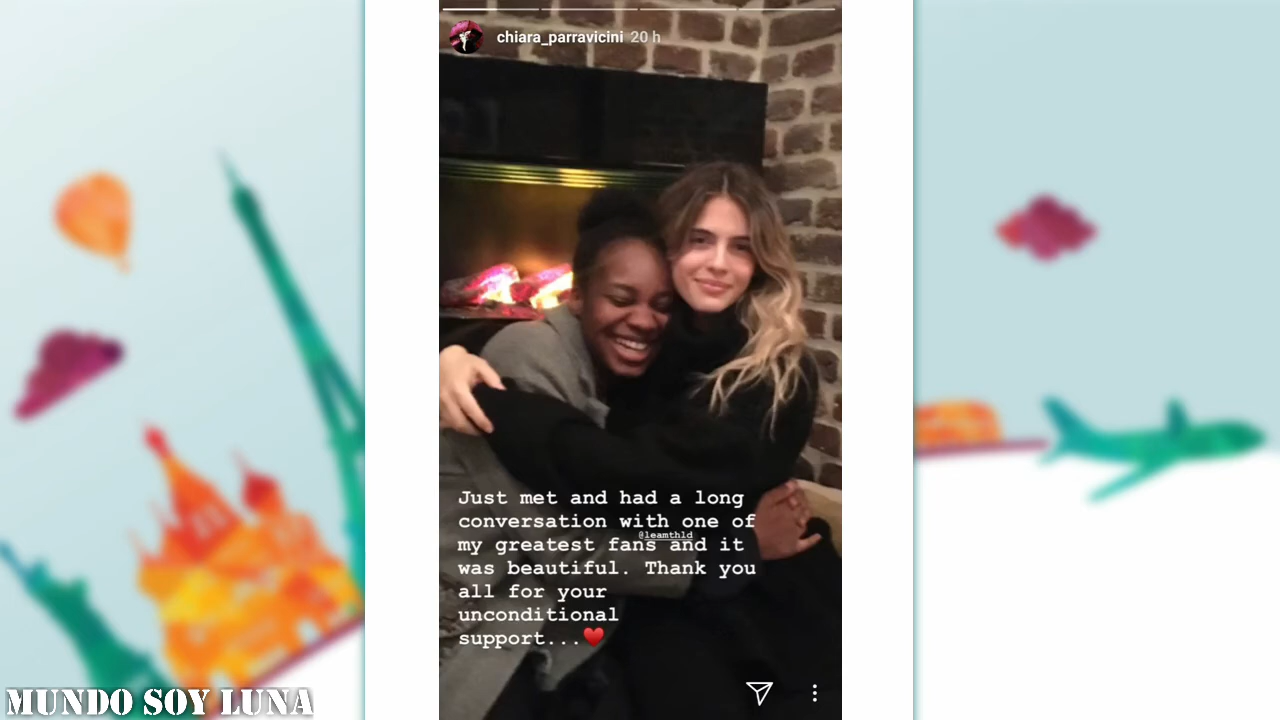 chiara_parravicini 20 h
Just met and had a long
conversation with one of
@leamthld
my greatest fans and it
was beautiful. Thank you
all for your
unconditional
support...♥️
MUNDO SOY LUNA